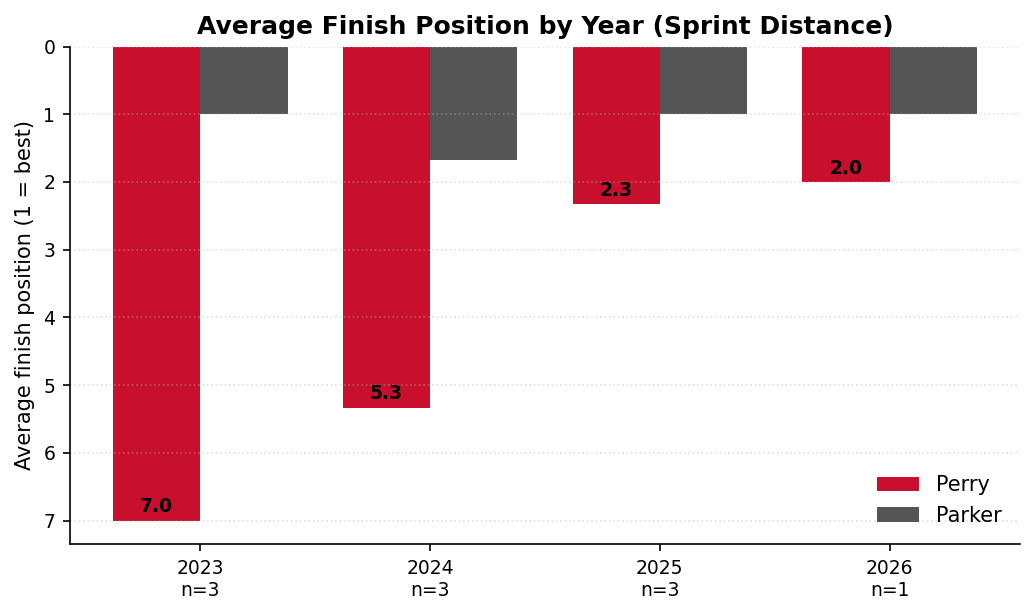 Average Finish Position by Year (Sprint Distance)
Average finish position (1 = best)
0
1
2
3
4
5
6
7
7.0
5.3
2.3
2.0
Perry
Parker
2023
n=3
2024
n=3
2025
n=3
2026
n=1